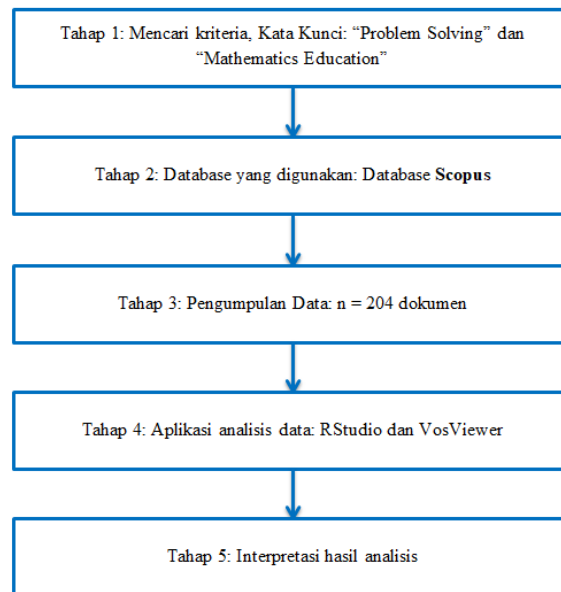 Tahap 1: Mencari kriteria, Kata Kunci: “Problem Solving” dan
“Mathematics Education”
Tahap 2: Database yang digunakan: Database Scopus
Tahap 3: Pengumpulan Data: n = 204 dokumen
Tahap 4: Aplikasi analisis data: RStudio dan VosViewer
Tahap 5: Interpretasi hasil analisis